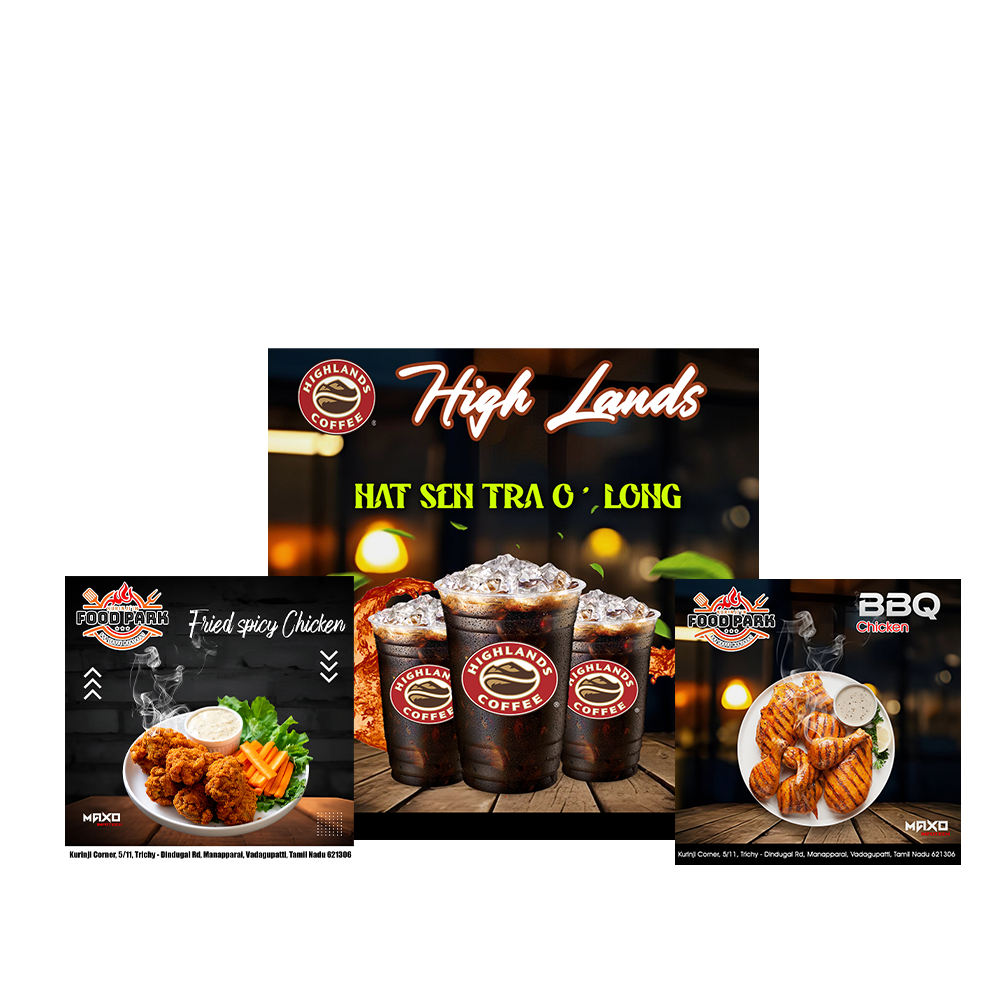 HIGHLANDS
COFFEE
®
High Lands
HAT SEN TRA O ' LONG
HIGHLAN
COFFEE
HIGHLANDS
COFFEE
®
HIGHLANDS
COFFEE
FOOD PARK
Fried spicy Chicken
MAXO
Kurinji Corner, 5/11, Trichy - Dindugal Rd, Manapparai, Vadagupatti, Tamil Nadu 621306
FOOD PARK
BBQ
Chicken
MAXO
Kurinji Corner, 5/11, Trichy - Dindugal Rd, Manapparai, Vadagupatti, Tamil Nadu 621306